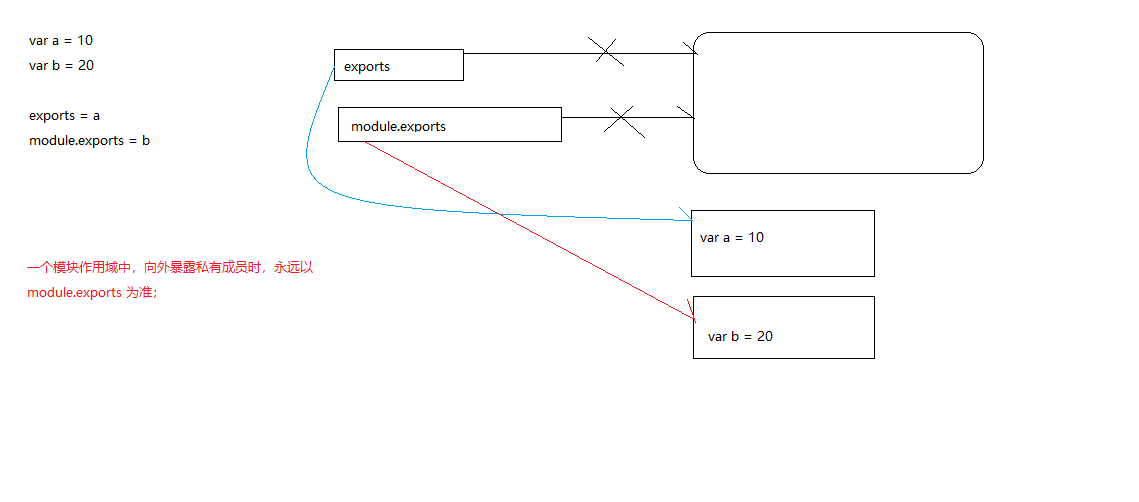 var a = 10
var b = 20
exports = a
module.exports = b
exports
module.exports
var a = 10
var b = 20
一个模块作用域中，向外暴露私有成员时，永远以
module.exports 为准；